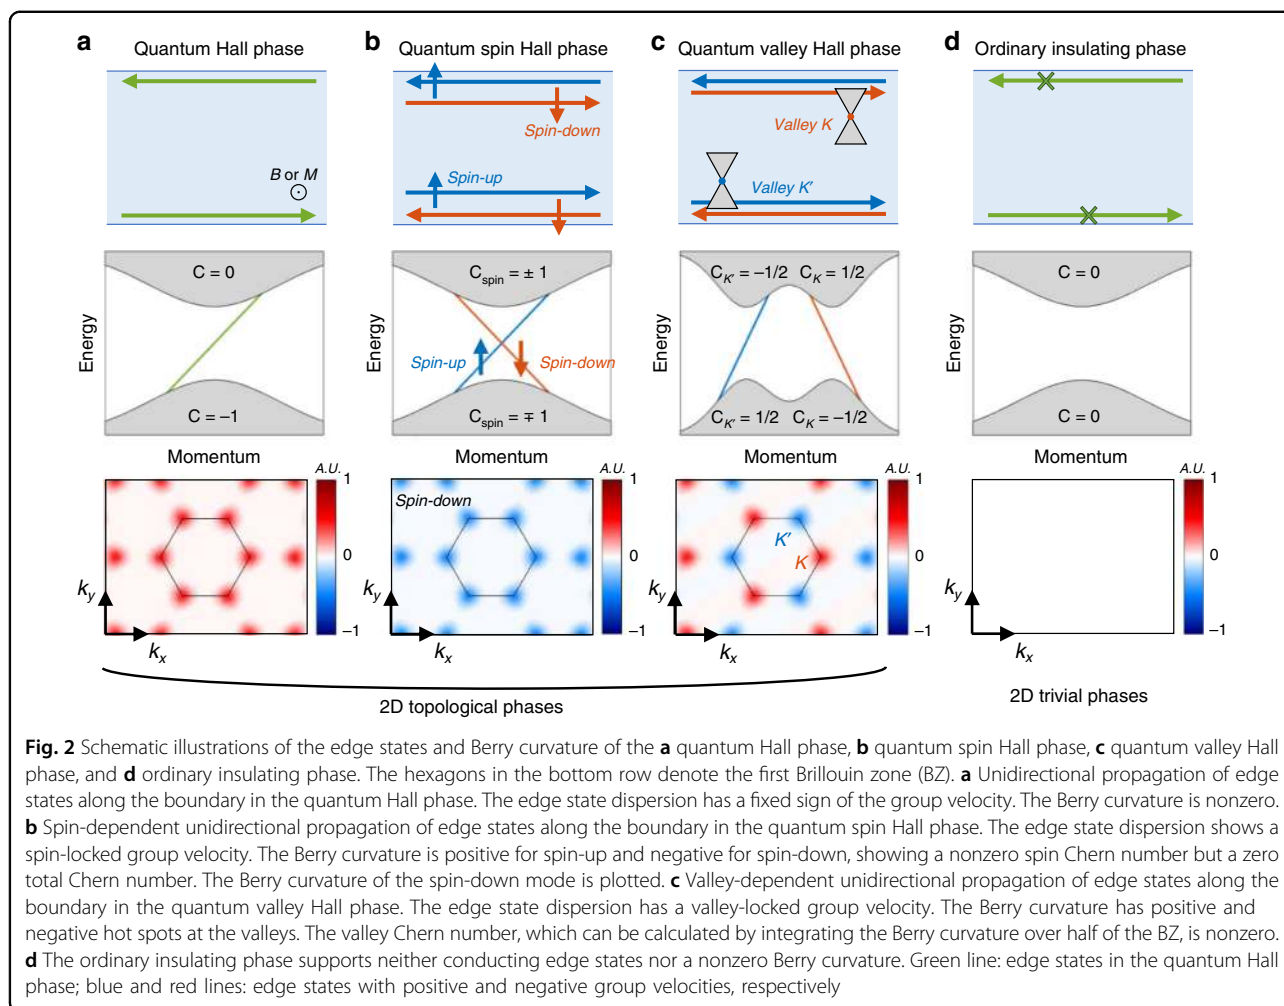 a Quantum Hall phase
b Quantum spin Hall phase
c Quantum valley Hall phase
d Ordinary insulating phase
B or M
Spin-down
Spin-up
Valley K
Valley K′
Energy
C = 0
C = –1
Momentum
Energy
C_spin = ± 1
Spin-up
Spin-down
C_spin = ∓ 1
Momentum
Energy
C_K′ = –1/2 C_K = 1/2
C_K′ = 1/2 C_K = –1/2
Momentum
Energy
C = 0
C = 0
Momentum
A.U.
1
0
–1
k_y
k_x
Spin-down
A.U.
1
0
–1
k_y
k_x
K′
K
A.U.
1
0
–1
k_y
k_x
A.U.
1
0
–1
k_y
k_x
2D topological phases
2D trivial phases
Fig. 2 Schematic illustrations of the edge states and Berry curvature of the a quantum Hall phase, b quantum spin Hall phase, c quantum valley Hall
phase, and d ordinary insulating phase. The hexagons in the bottom row denote the first Brillouin zone (BZ). a Unidirectional propagation of edge
states along the boundary in the quantum Hall phase. The edge state dispersion has a fixed sign of the group velocity. The Berry curvature is nonzero.
b Spin-dependent unidirectional propagation of edge states along the boundary in the quantum spin Hall phase. The edge state dispersion shows a
spin-locked group velocity. The Berry curvature is positive for spin-up and negative for spin-down, showing a nonzero spin Chern number but a zero
total Chern number. The Berry curvature of the spin-down mode is plotted. c Valley-dependent unidirectional propagation of edge states along the
boundary in the quantum valley Hall phase. The edge state dispersion has a valley-locked group velocity. The Berry curvature has positive and
negative hot spots at the valleys. The valley Chern number, which can be calculated by integrating the Berry curvature over half of the BZ, is nonzero.
d The ordinary insulating phase supports neither conducting edge states nor a nonzero Berry curvature. Green line: edge states in the quantum Hall
phase; blue and red lines: edge states with positive and negative group velocities, respectively